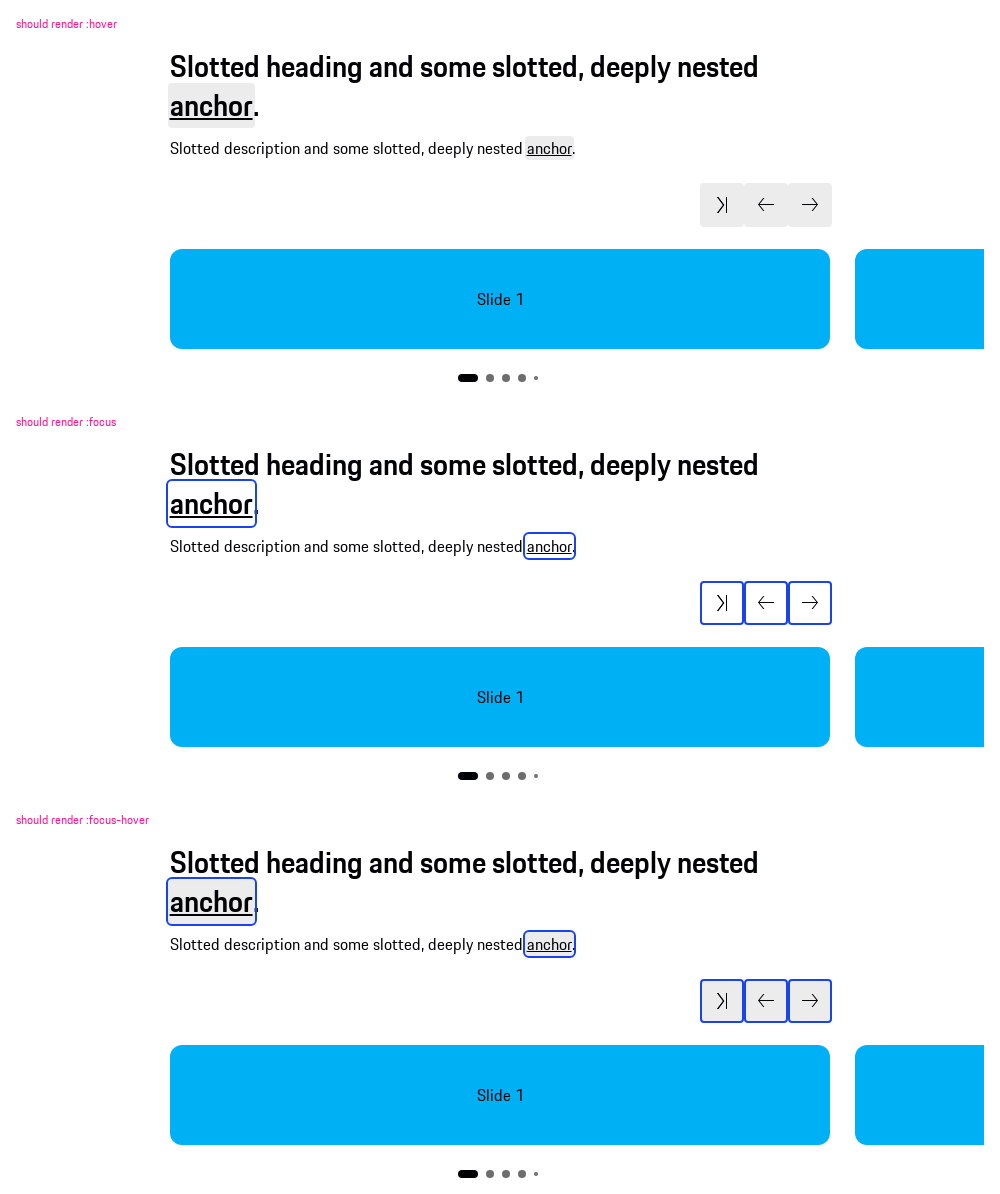 should render :hover
Slotted heading and some slotted, deeply nested
anchor.
Slotted description and some slotted, deeply nested anchor.
Slide 1
should render :focus
Slotted heading and some slotted, deeply nested
anchor.
Slotted description and some slotted, deeply nested anchor.
Slide 1
should render :focus-hover
Slotted heading and some slotted, deeply nested
anchor.
Slotted description and some slotted, deeply nested anchor.
Slide 1